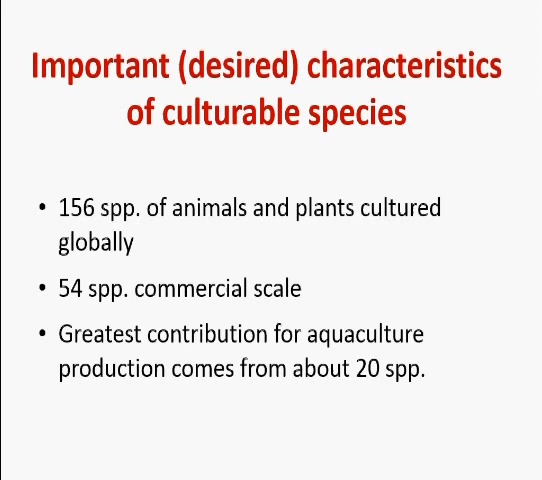 Important (desired) characteristics
of culturable species
• 156 spp. of animals and plants cultured
globally
• 54 spp. commercial scale
• Greatest contribution for aquaculture
production comes from about 20 spp.